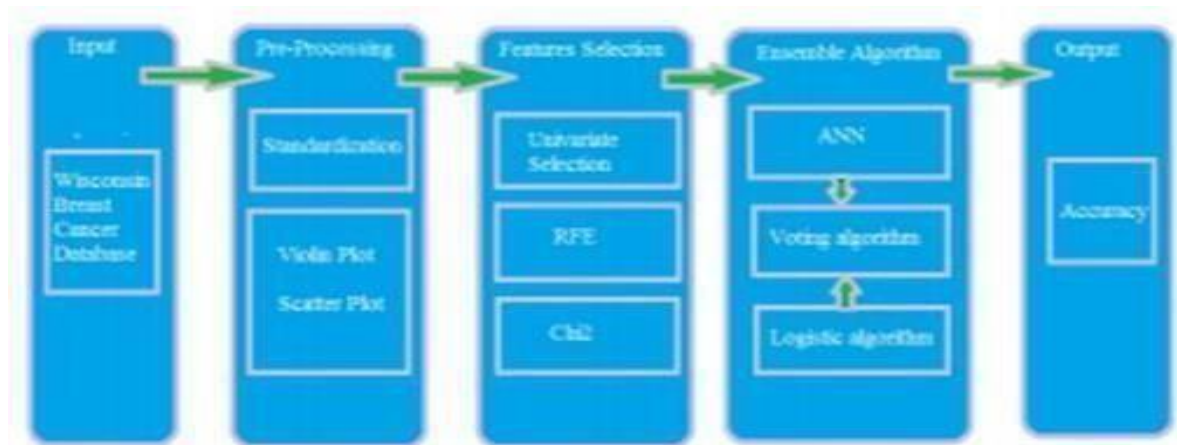 Input
Wisconsin
Breast
Cancer
Database
Pre-Processing
Standardization
Violin Plot
Scatter Plot
Features Selection
Univariate
Selection
RFE
Chi2
Ensemble Algorithm
ANN
Voting algorithm
Logistic algorithm
Output
Accuracy